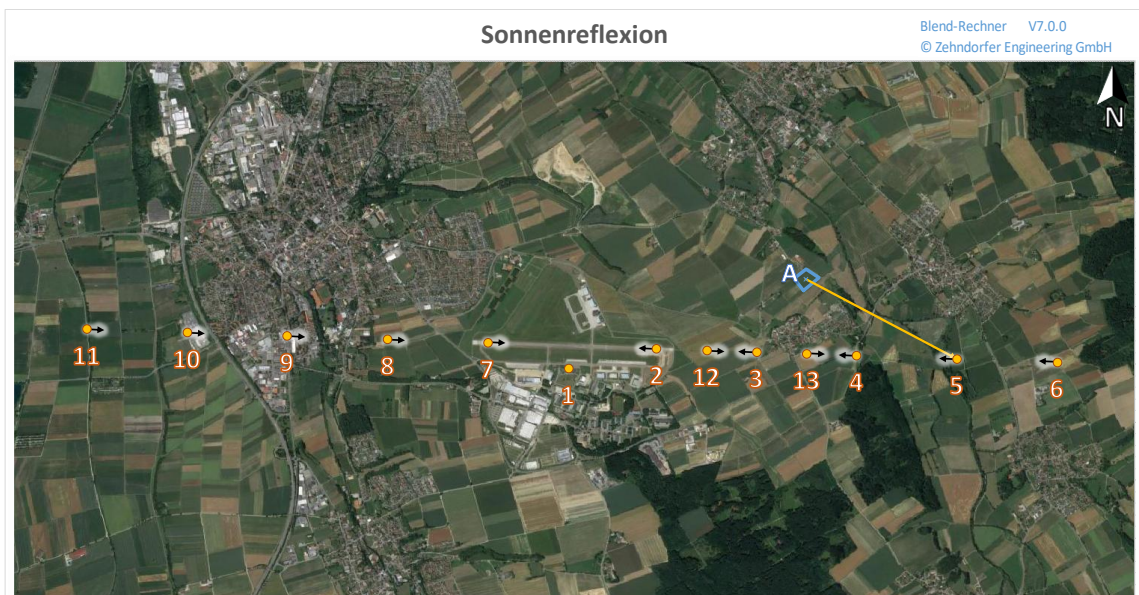 Sonnenreflexion
Blend-Rechner V7.0.0
© Zehndorfer Engineering GmbH
N
A
11
10
9
8
7
1
2
12
3
13
4
5
6